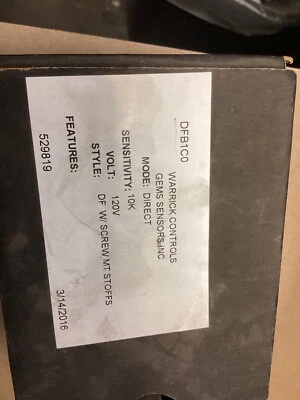 DFB1C0
WARRICK CONTROLS
GEMS SENSORS INC.
MODE: DIRECT
SENSITIVITY: 10K
VOLT: 120V
STYLE: DF W/ SCREW MT STOFFS
FEATURES:
529819 3/14/2016